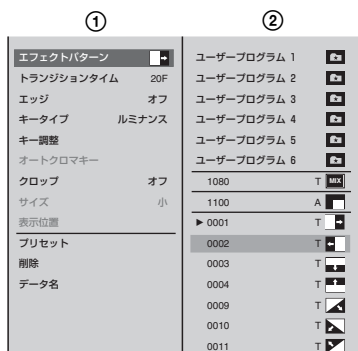 ①
エフェクトパターン
トランジションタイム 20F
エッジ オフ
キータイプ ルミナンス
キー調整
オートクロマキー
クロップ オフ
サイズ 小
表示位置
プリセット
削除
データ名
②
ユーザープログラム 1
ユーザープログラム 2
ユーザープログラム 3
ユーザープログラム 4
ユーザープログラム 5
ユーザープログラム 6
1080 T MIX
1100 A
▶ 0001 T
0002 T
0003 T
0004 T
0009 T
0010 T
0011 T